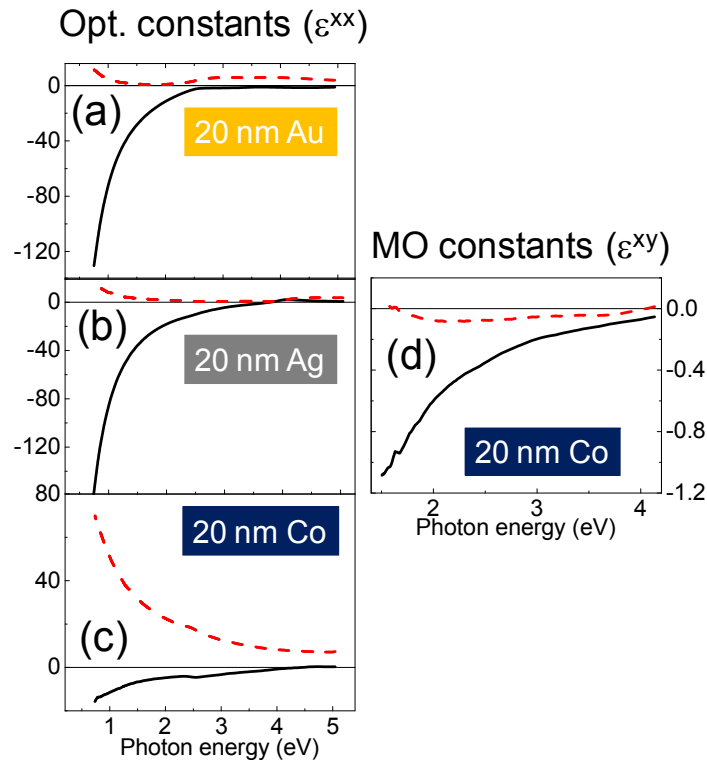 Opt. constants (εxx)
0
-40
-80
-120
(a)
20 nm Au
0
-40
-80
-120
(b)
20 nm Ag
80
40
0
(c)
20 nm Co
1 2 3 4 5
Photon energy (eV)
MO constants (εxy)
0.0
-0.4
-0.8
-1.2
(d)
20 nm Co
2 3 4
Photon energy (eV)